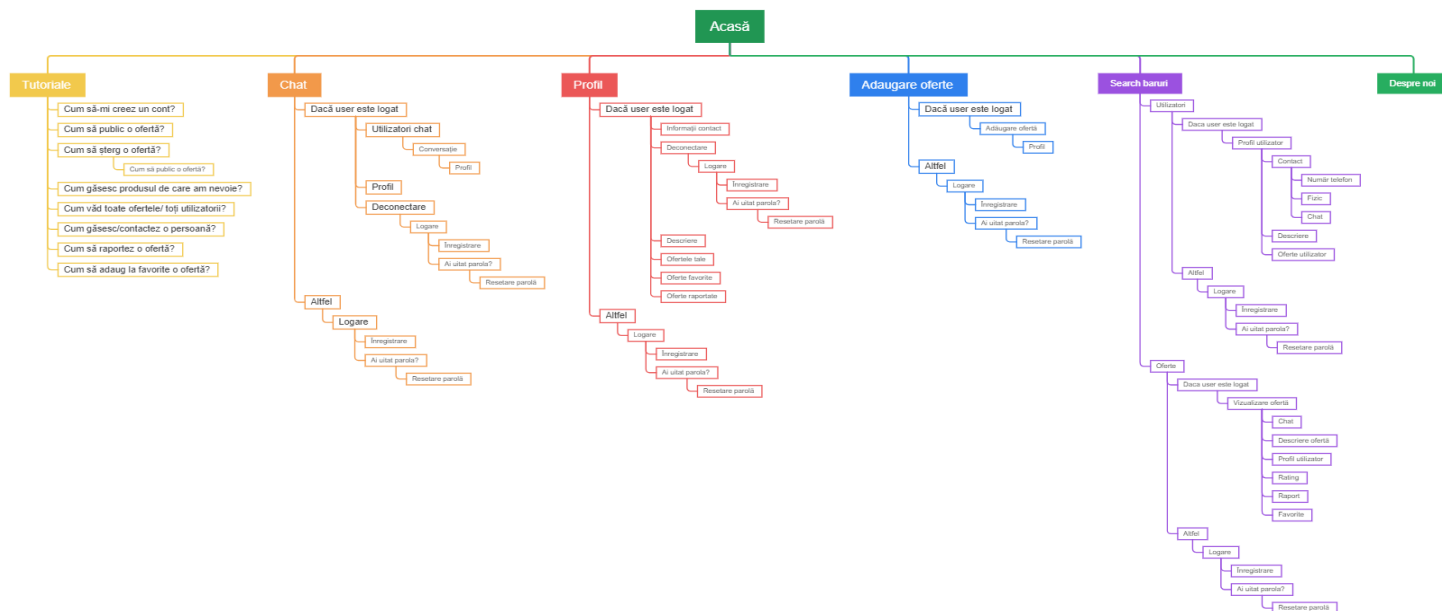 Acasă
Tutoriale
Cum să-mi creez un cont?
Cum să public o ofertă?
Cum să șterg o ofertă?
Cum să public o ofertă?
Cum găsesc produsul de care am nevoie?
Cum văd toate ofertele/ toți utilizatorii?
Cum găsesc/contactez o persoană?
Cum să raportez o ofertă?
Cum să adaug la favorite o ofertă?
Chat
Dacă user este logat
Utilizatori chat
Conversație
Profil
Profil
Deconectare
Logare
Înregistrare
Ai uitat parola?
Resetare parolă
Altfel
Logare
Înregistrare
Ai uitat parola?
Resetare parolă
Profil
Dacă user este logat
Informații contact
Deconectare
Logare
Înregistrare
Ai uitat parola?
Resetare parolă
Descriere
Ofertele tale
Oferte favorite
Oferte raportate
Altfel
Logare
Înregistrare
Ai uitat parola?
Resetare parolă
Adaugare oferte
Dacă user este logat
Adăugare ofertă
Profil
Altfel
Logare
Înregistrare
Ai uitat parola?
Resetare parolă
Search baruri
Utilizatori
Daca user este logat
Profil utilizator
Contact
Număr telefon
Fizic
Chat
Descriere
Oferte utilizator
Altfel
Logare
Înregistrare
Ai uitat parola?
Resetare parolă
Oferte
Daca user este logat
Vizualizare ofertă
Chat
Descriere ofertă
Profil utilizator
Rating
Raport
Favorite
Altfel
Logare
Înregistrare
Ai uitat parola?
Resetare parolă
Despre noi